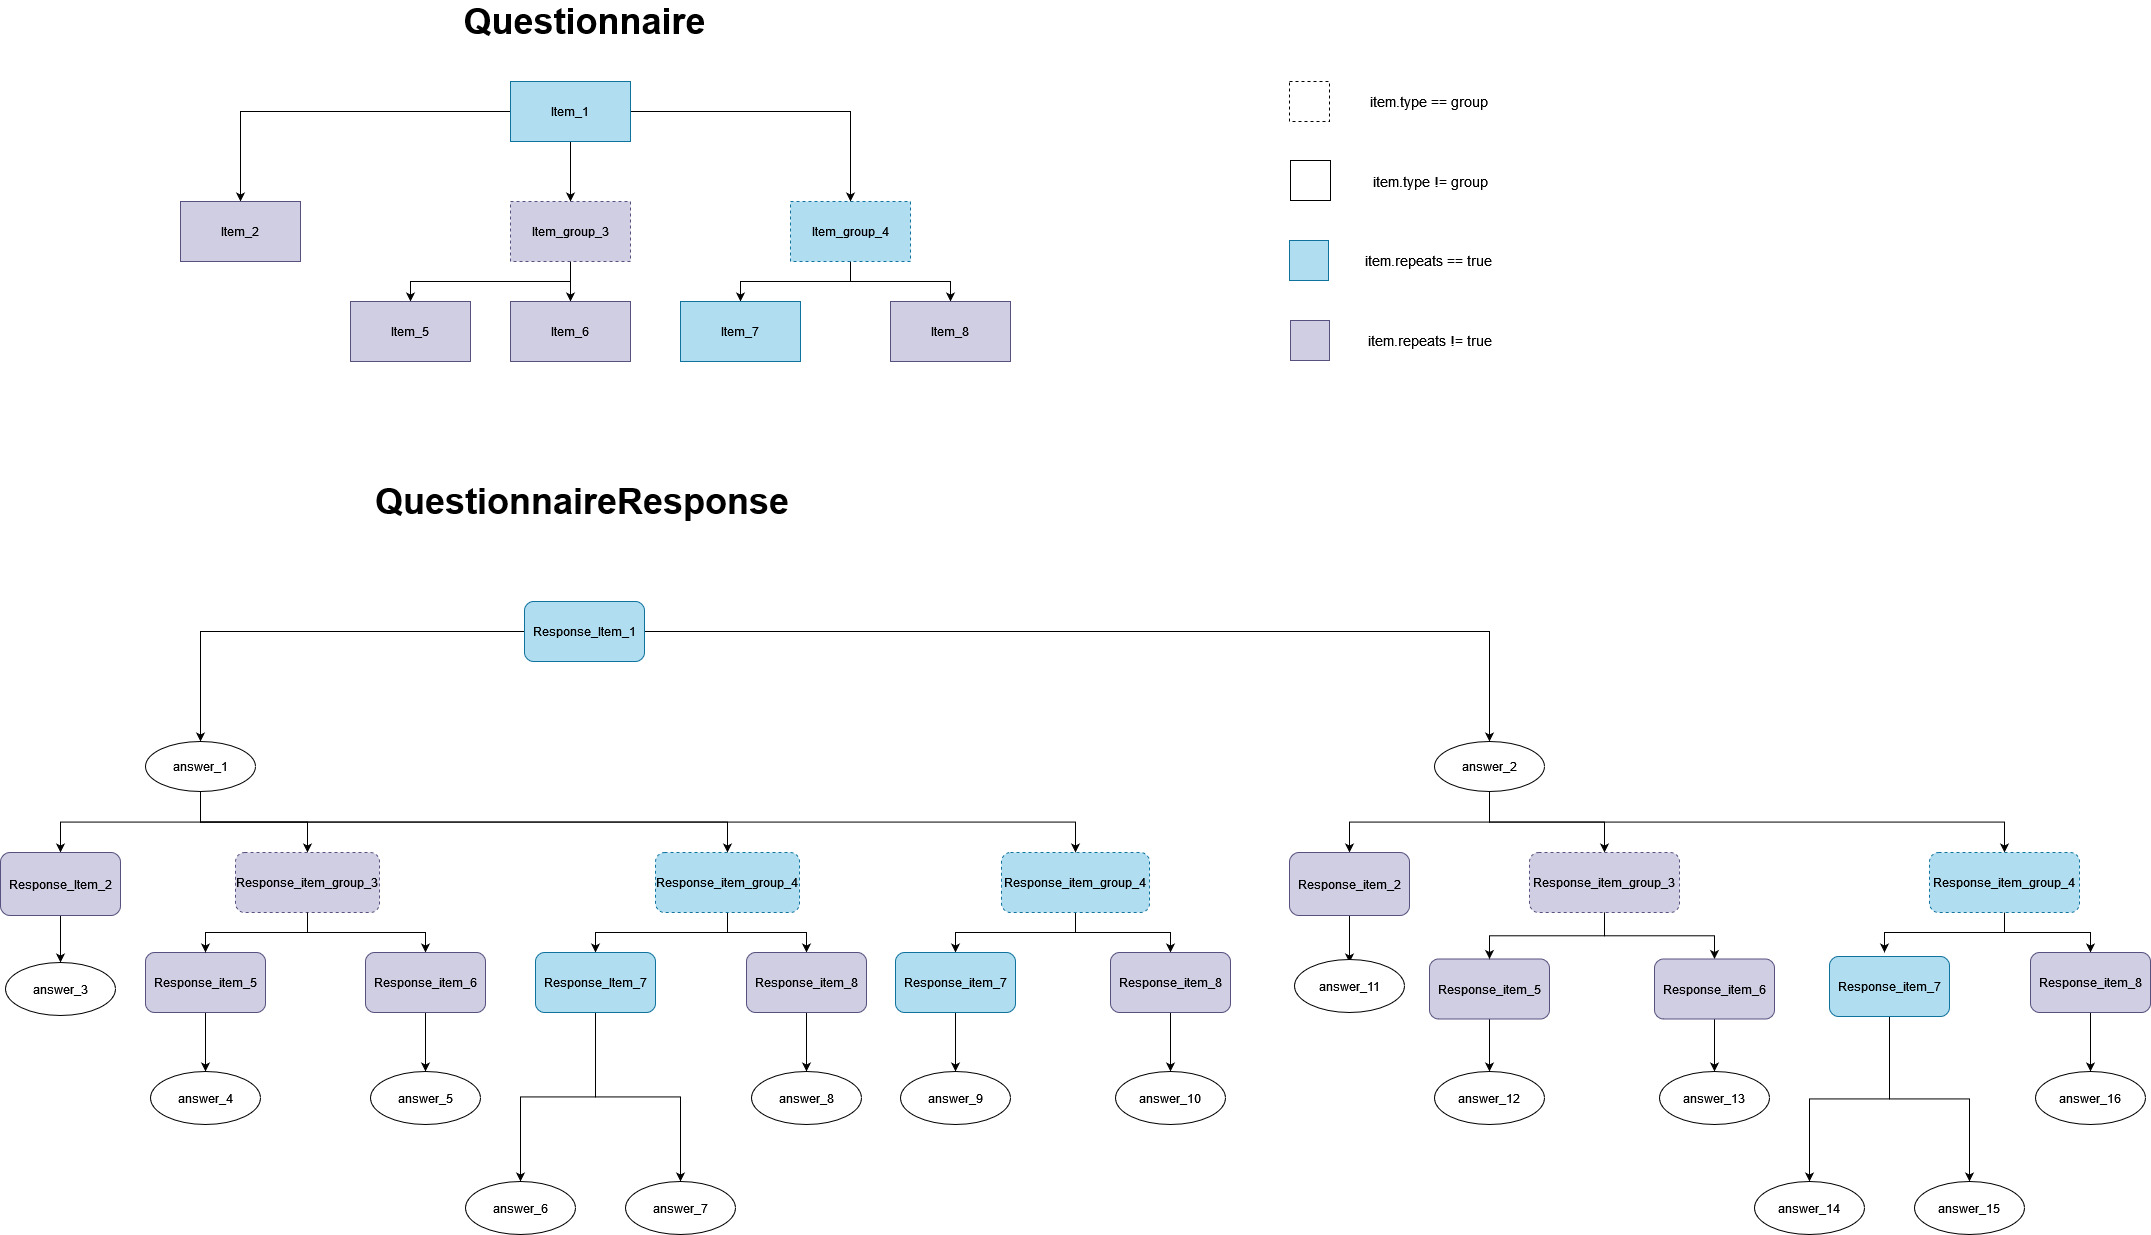 Questionnaire
Item_1
item.type == group
item.type != group
Item_2
Item_group_3
Item_group_4
item.repeats == true
Item_5
Item_6
Item_7
Item_8
item.repeats != true
QuestionnaireResponse
Response_Item_1
answer_1
answer_2
Response_Item_2
Response_item_group_3
Response_item_group_4
Response_item_group_4
Response_item_2
Response_item_group_3
Response_item_group_4
answer_3
Response_item_5
Response_item_6
Response_Item_7
Response_item_8
Response_item_7
Response_item_8
answer_11
Response_item_5
Response_item_6
Response_item_7
Response_item_8
answer_4
answer_5
answer_8
answer_9
answer_10
answer_12
answer_13
answer_16
answer_6
answer_7
answer_14
answer_15